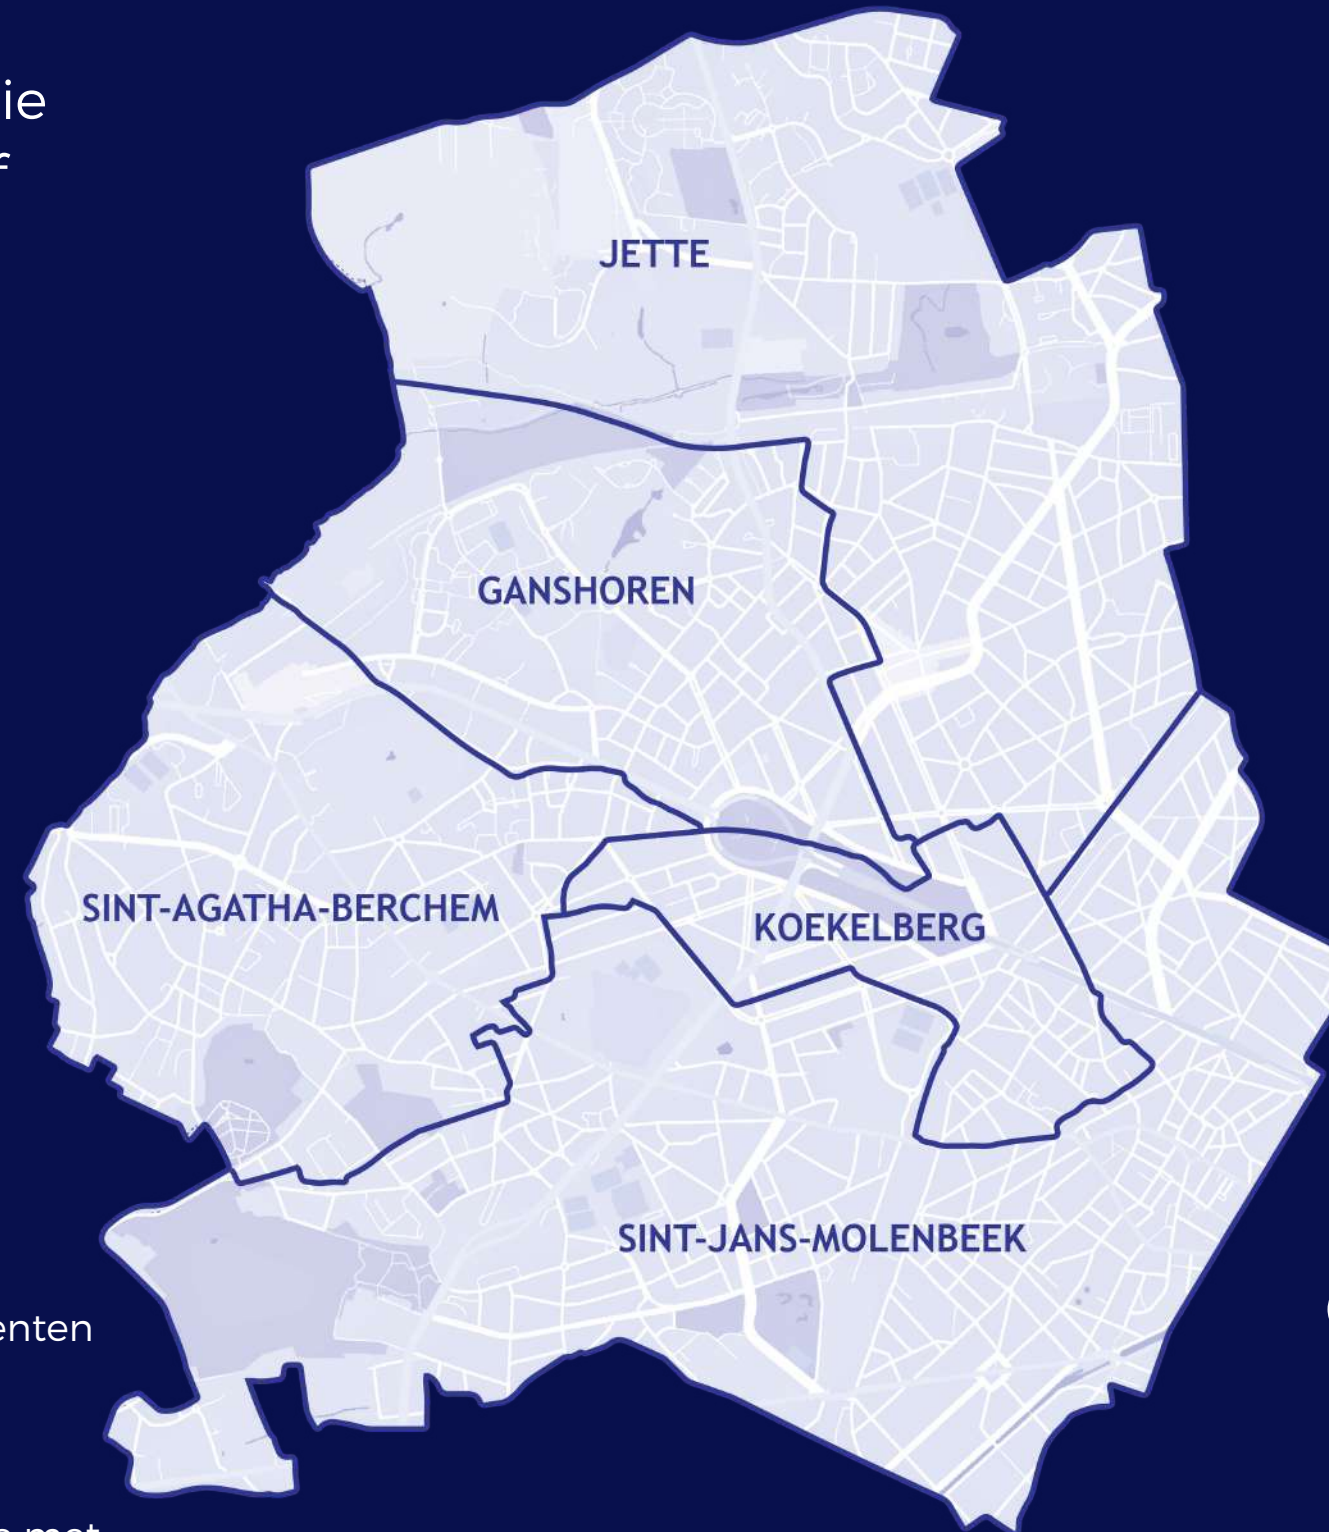 ie
f
JETTE
GANSHOREN
SINT-AGATHA-BERCHEM
KOEKELBERG
SINT-JANS-MOLENBEEK
enten